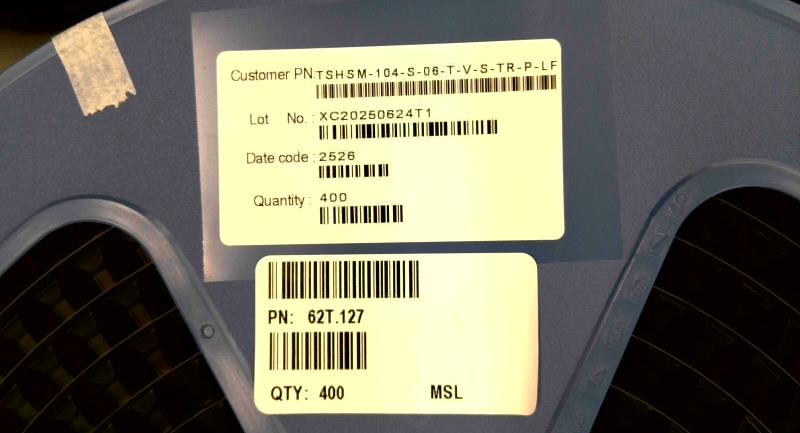 Customer PN: TSHSM-104-S-06-T-V-S-TR-P-LF
Lot No. : XC20250624T1
Date code : 2526
Quantity : 400
PN: 62T.127
QTY: 400 MSL